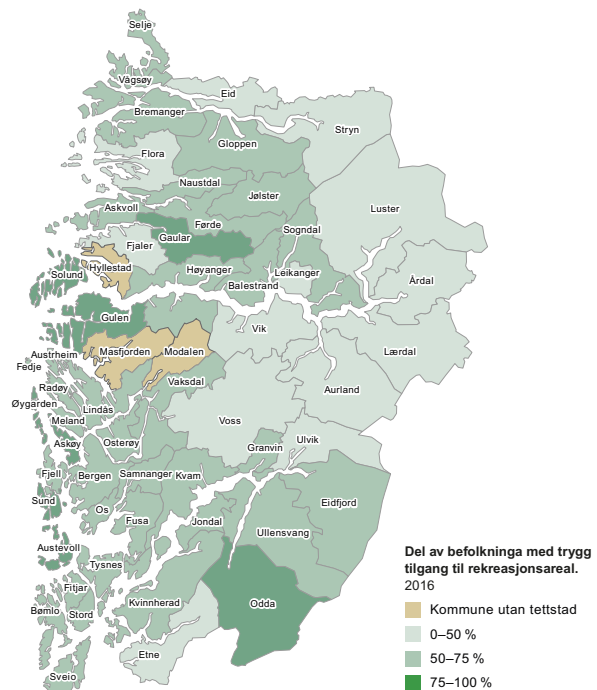 Selje
Vågsøy
Eid
Bremanger
Stryn
Gloppen
Flora
Naustdal
Jølster
Luster
Askvoll
Førde
Sogndal
Gaular
Fjaler
Hyllestad
Høyanger
Leikanger
Solund
Balestrand
Årdal
Gulen
Vik
Lærdal
Masfjorden
Modalen
Austrheim
Fedje
Vaksdal
Radøy
Aurland
Øygarden
Lindås
Meland
Voss
Askøy
Osterøy
Ulvik
Granvin
Fjell
Bergen
Samnanger
Kvam
Sund
Os
Eidfjord
Fusa
Jondal
Ullensvang
Austevoll
Tysnes
Fitjar
Bømlo
Stord
Kvinnherad
Odda
Etne
Sveio
Del av befolkninga med trygg
tilgang til rekreasjonsareal.
2016
Kommune utan tettstad
0–50 %
50–75 %
75–100 %